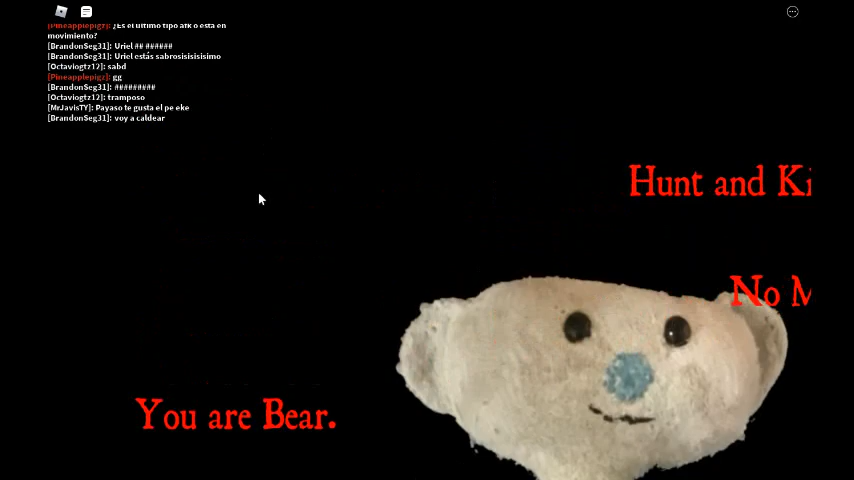 [Pineapplepigz]: ¿Es el ultimo tipo afk o esta en
movimiento?
[BrandonSeg31]: Uriel ## ######
[BrandonSeg31]: Uriel estás sabrosisisisisimo
[Octaviogtz12]: sabd
[Pineapplepigz]: gg
[BrandonSeg31]: #########
[Octaviogtz12]: tramposo
[MrJavisTY]: Payaso te gusta el pe eke
[BrandonSeg31]: voy a caldear
Hunt and Ki
No M
You are Bear.